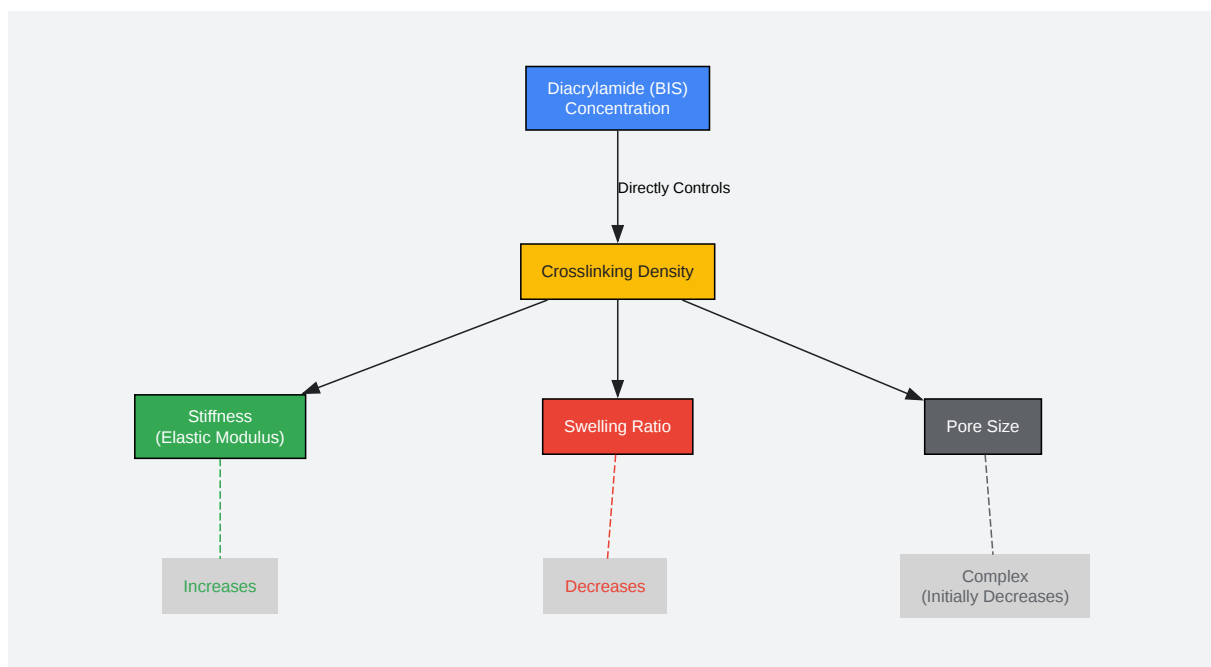 Diacrylamide (BIS)
Concentration
Directly Controls
Crosslinking Density
Stiffness
(Elastic Modulus)
Swelling Ratio
Pore Size
Increases
Decreases
Complex
(Initially Decreases)